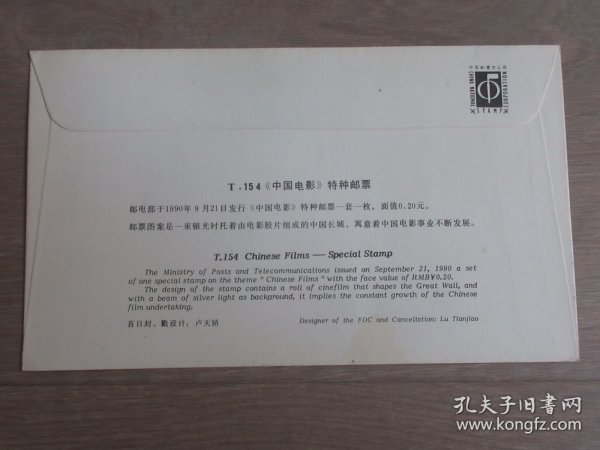 中国邮票总公司
CHINA NATIONAL
STAMP
CORPORATION
T·154《中国电影》特种邮票
邮电部于1990年9月21日发行《中国电影》特种邮票一套一枚，面值0.20元。
邮票图案是一束银光衬托着由电影胶片组成的中国长城、寓意着中国电影事业不断发展。
T.154 Chinese Films — Special Stamp
The Ministry of Posts and Telecommunications issued on September 21, 1990 a set
of one special stamp on the theme "Chinese Films" with the face value of RMB¥0.20.
The design of the stamp contains a roll of cinefilm that shapes the Great Wall, and
with a beam of silver light as background, it implies the constant growth of the Chinese
film undertaking.
首日封、戳设计：卢天骄
Designer of the FDC and Cancellation: Lu Tianjiao
孔夫子旧书网
www.kongfz.com